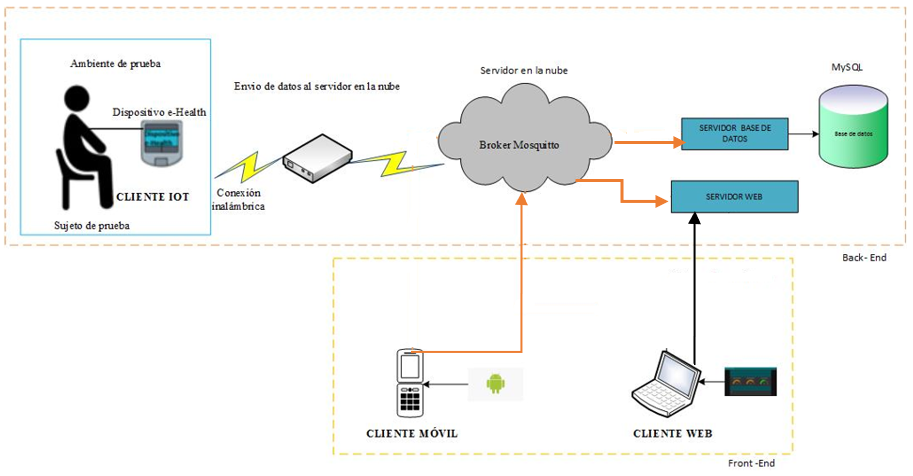 Ambiente de prueba
Dispositivo e-Health
CLIENTE IOT
Sujeto de prueba
Envio de datos al servidor en la nube
Conexión
inalámbrica
Servidor en la nube
Broker Mosquitto
SERVIDOR BASE DE
DATOS
MySQL
Base de datos
SERVIDOR WEB
Back- End
CLIENTE MÓVIL
CLIENTE WEB
Front -End